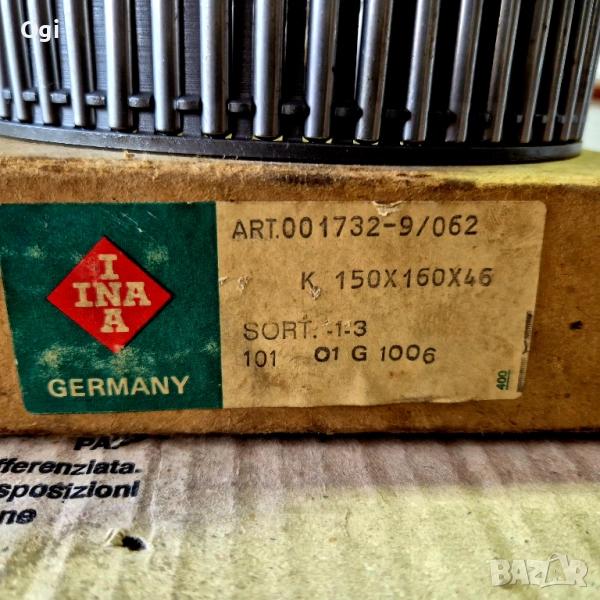 Cgi
ART.001732-9/062
I
INA
A
K 150X160X46
SORT. -1-3
101 01 G 1006
GERMANY
400
PA
fferenziata.
sposizioni
ne
BAZAR